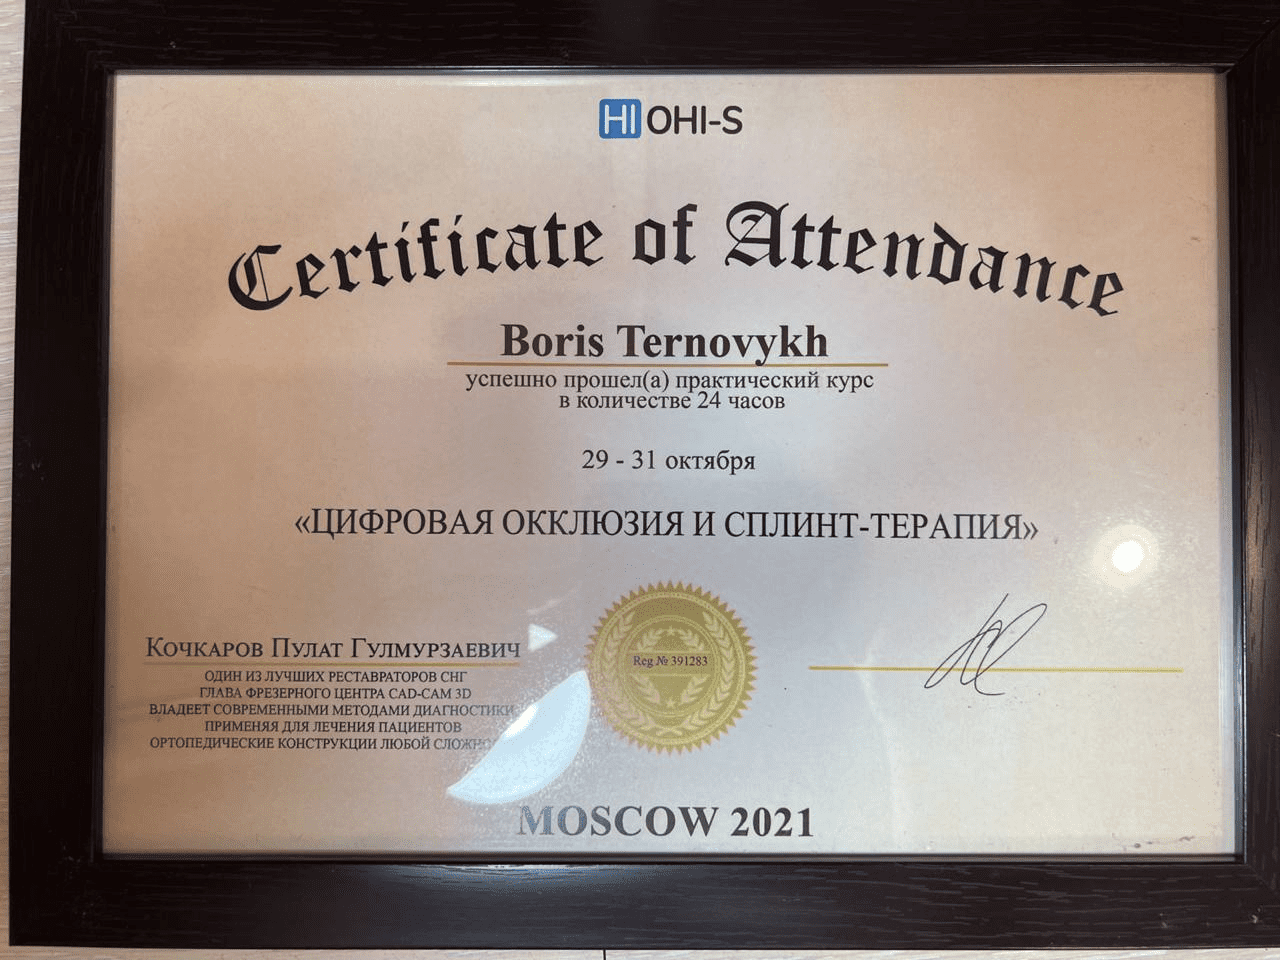 HI OHI-S
Certificate of Attendance
Boris Ternovykh
успешно прошел(а) практический курс
в количестве 24 часов
29 - 31 октября
«ЦИФРОВАЯ ОККЛЮЗИЯ И СПЛИНТ-ТЕРАПИЯ»
Кочкаров Пулат Гулмурзаевич
ОДИН ИЗ ЛУЧШИХ РЕСТАВРАТОРОВ СНГ
ГЛАВА ФРЕЗЕРНОГО ЦЕНТРА CAD-CAM 3D
ВЛАДЕЕТ СОВРЕМЕННЫМИ МЕТОДАМИ ДИАГНОСТИКИ,
ПРИМЕНЯЯ ДЛЯ ЛЕЧЕНИЯ ПАЦИЕНТОВ
ОРТОПЕДИЧЕСКИЕ КОНСТРУКЦИИ ЛЮБОЙ
Reg № 391283
MOSCOW 2021